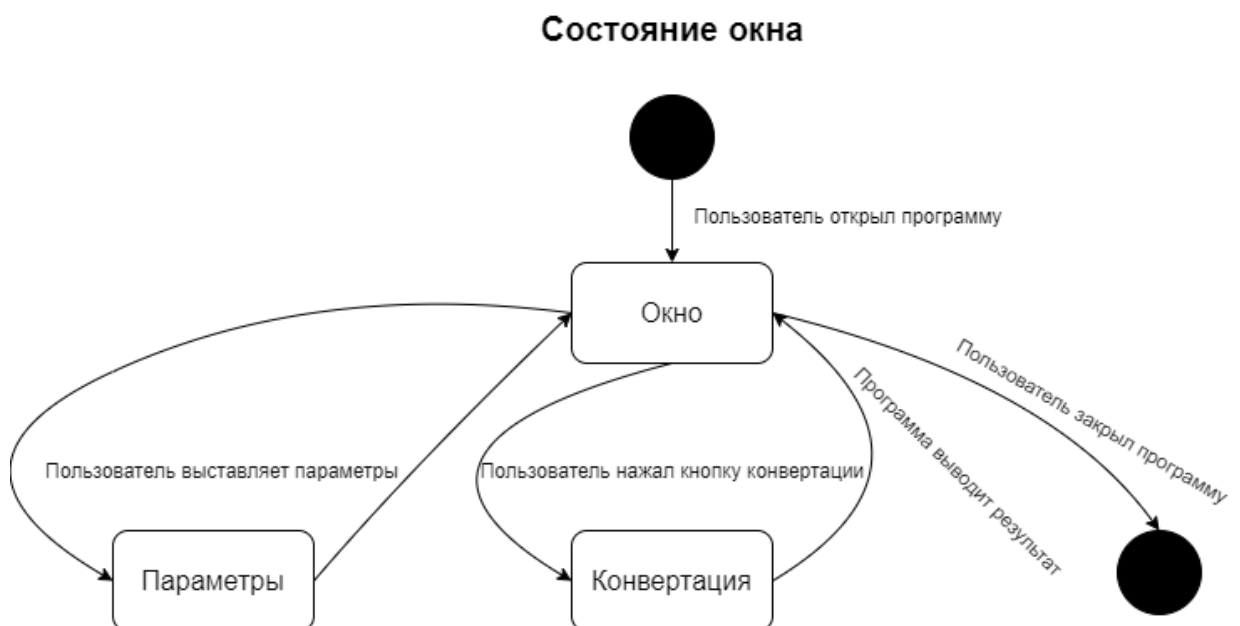 Состояние окна
Пользователь открыл программу
Окно
Пользователь закрыл программу
Программа выводит результат
Пользователь выставляет параметры
Пользователь нажал кнопку конвертации
Параметры
Конвертация